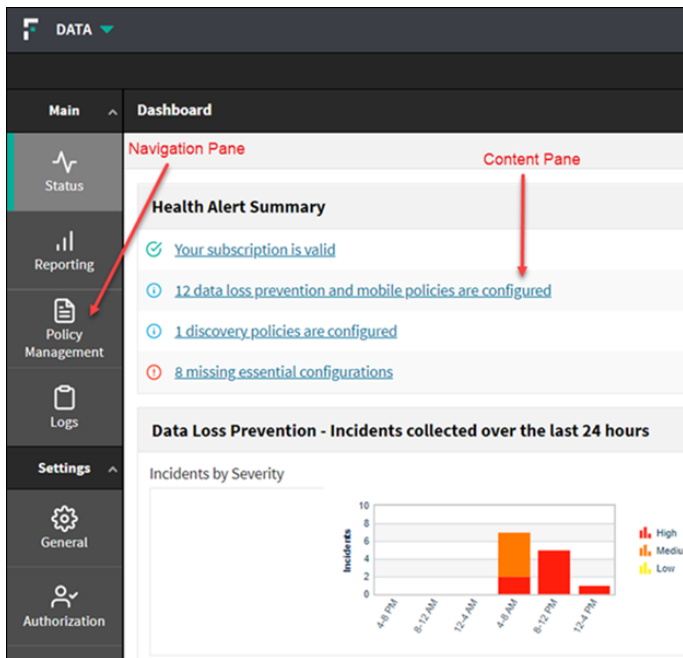 DATA
Main
Dashboard
Navigation Pane
Content Pane
Status
Health Alert Summary
Your subscription is valid
Reporting
12 data loss prevention and mobile policies are configured
Policy
Management
1 discovery policies are configured
8 missing essential configurations
Logs
Data Loss Prevention - Incidents collected over the last 24 hours
Settings
Incidents by Severity
General
Incidents
10
8
6
4
2
0
High
Mediu
Low
4-8 PM
8-12 AM
12-4 AM
4-8 AM
8-12 PM
12-4 PM
Authorization